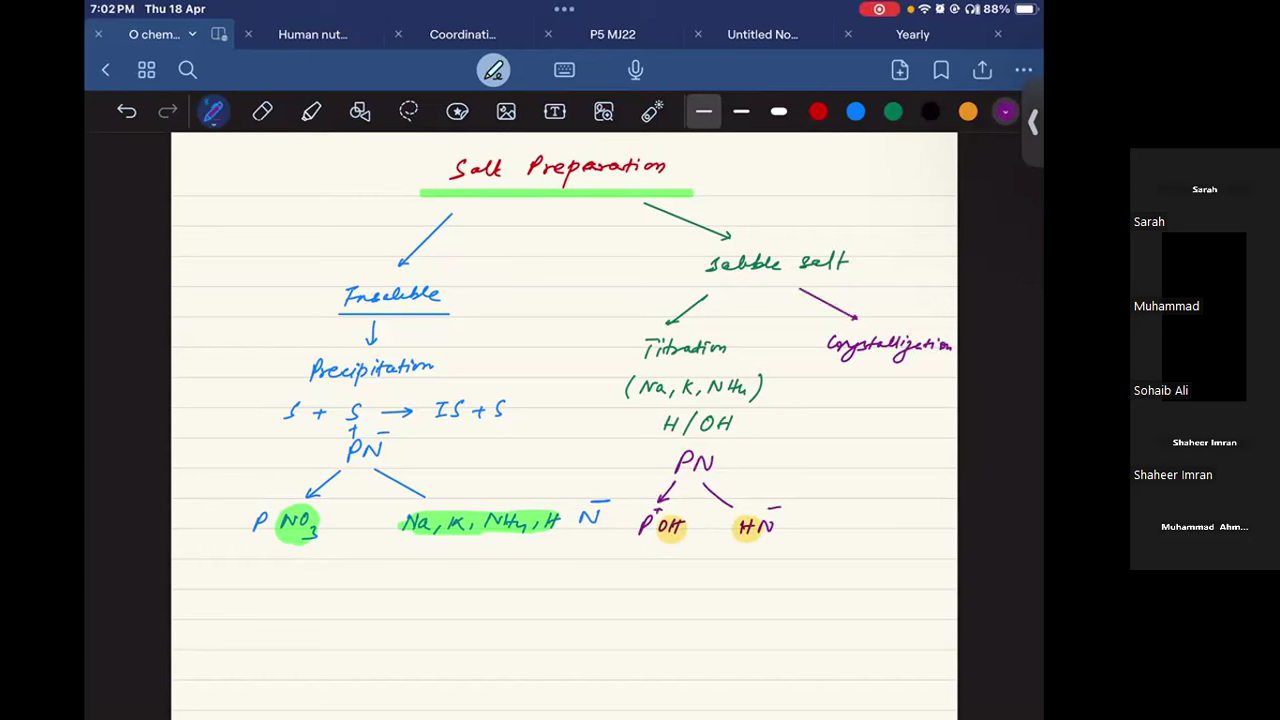 7:02 PM Thu 18 Apr
88%
O chem...
Human nut...
Coordinati...
P5 MJ22
Untitled No...
Yearly
Salt Preparation
Insoluble
Precipitation
S + S → IS + S
P⁺N⁻
P NO₃
Na, K, NH₄, H N⁻
Soluble salt
Titration
(Na, K, NH₄)
H / OH
PN
P⁺OH
HN⁻
Crystallization
Sarah
Sarah
Muhammad
Sohaib Ali
Shaheer Imran
Shaheer Imran
Muhammad Ahm...